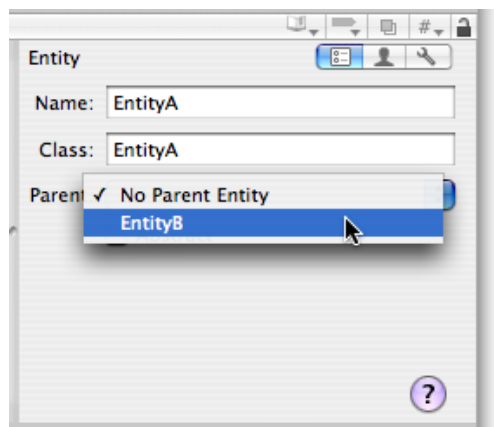 #
Entity
Name: EntityA
Class: EntityA
Parent ✓ No Parent Entity
EntityB
?